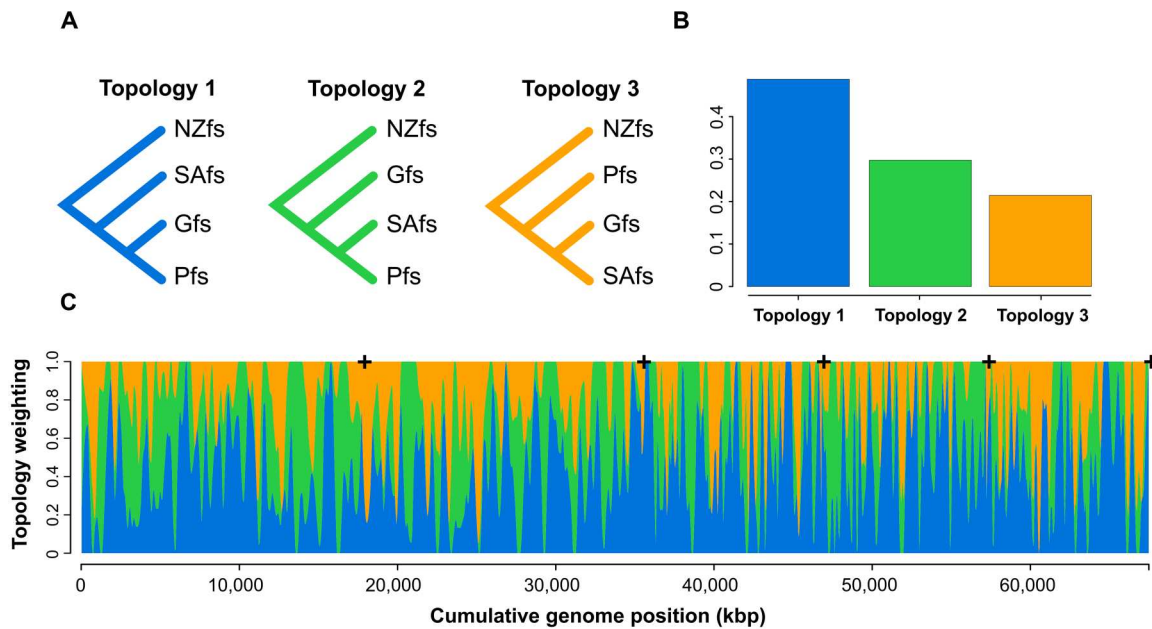 A
B
Topology 1
Topology 2
Topology 3
NZfs
SAfs
Gfs
Pfs
NZfs
Gfs
SAfs
Pfs
NZfs
Pfs
Gfs
SAfs
0.4
0.3
0.2
0.1
0
Topology 1
Topology 2
Topology 3
C
Topology weighting
1.0
0.8
0.6
0.4
0.2
0
0
10,000
20,000
30,000
40,000
50,000
60,000
Cumulative genome position (kbp)